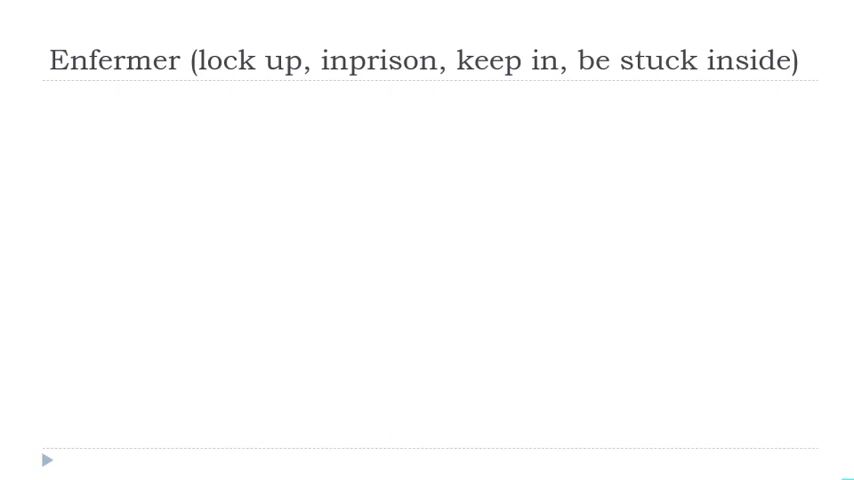 Enfermer (lock up, inprison, keep in, be stuck inside)